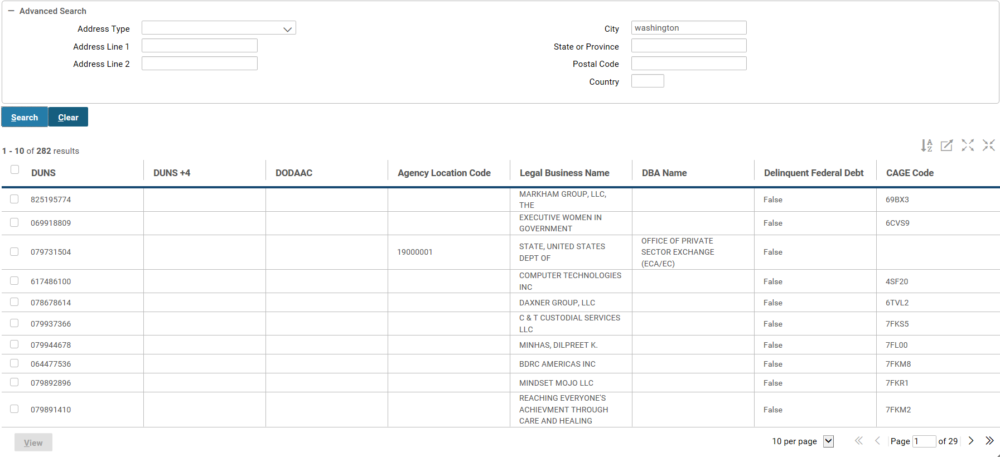 Advanced Search
Address Type
City washington
Address Line 1
State or Province
Address Line 2
Postal Code
Country
Search Clear
1 - 10 of 282 results
DUNS DUNS +4 DODAAC Agency Location Code Legal Business Name DBA Name Delinquent Federal Debt CAGE Code
825195774 MARKHAM GROUP, LLC, False 69BX3
THE
069918809 EXECUTIVE WOMEN IN False 6CVS9
GOVERNMENT
079731504 19000001 STATE, UNITED STATES OFFICE OF PRIVATE False
DEPT OF SECTOR EXCHANGE
(ECA/EC)
617486100 COMPUTER TECHNOLOGIES False 4SF20
INC
078678614 DAXNER GROUP, LLC False 6TVL2
079937366 C & T CUSTODIAL SERVICES False 7FKS5
LLC
079944678 MINHAS, DILPREET K. False 7FL00
064477536 BDRC AMERICAS INC False 7FKM8
079892896 MINDSET MOJO LLC False 7FKR1
079891410 REACHING EVERYONE'S False 7FKM2
ACHIEVMENT THROUGH
CARE AND HEALING
View
10 per page Page 1 of 29